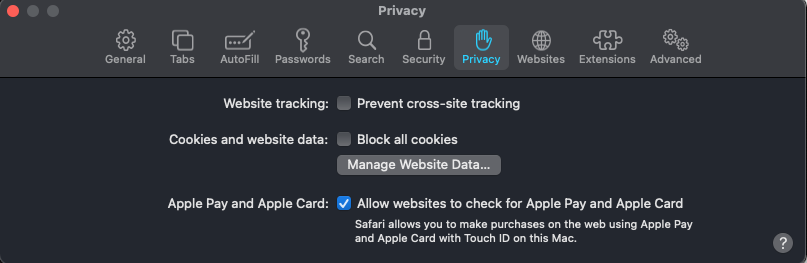 Privacy
General
Tabs
AutoFill
Passwords
Search
Security
Privacy
Websites
Extensions
Advanced
Website tracking: Prevent cross-site tracking
Cookies and website data: Block all cookies
Manage Website Data...
Apple Pay and Apple Card: Allow websites to check for Apple Pay and Apple Card
Safari allows you to make purchases on the web using Apple Pay
and Apple Card with Touch ID on this Mac.
?